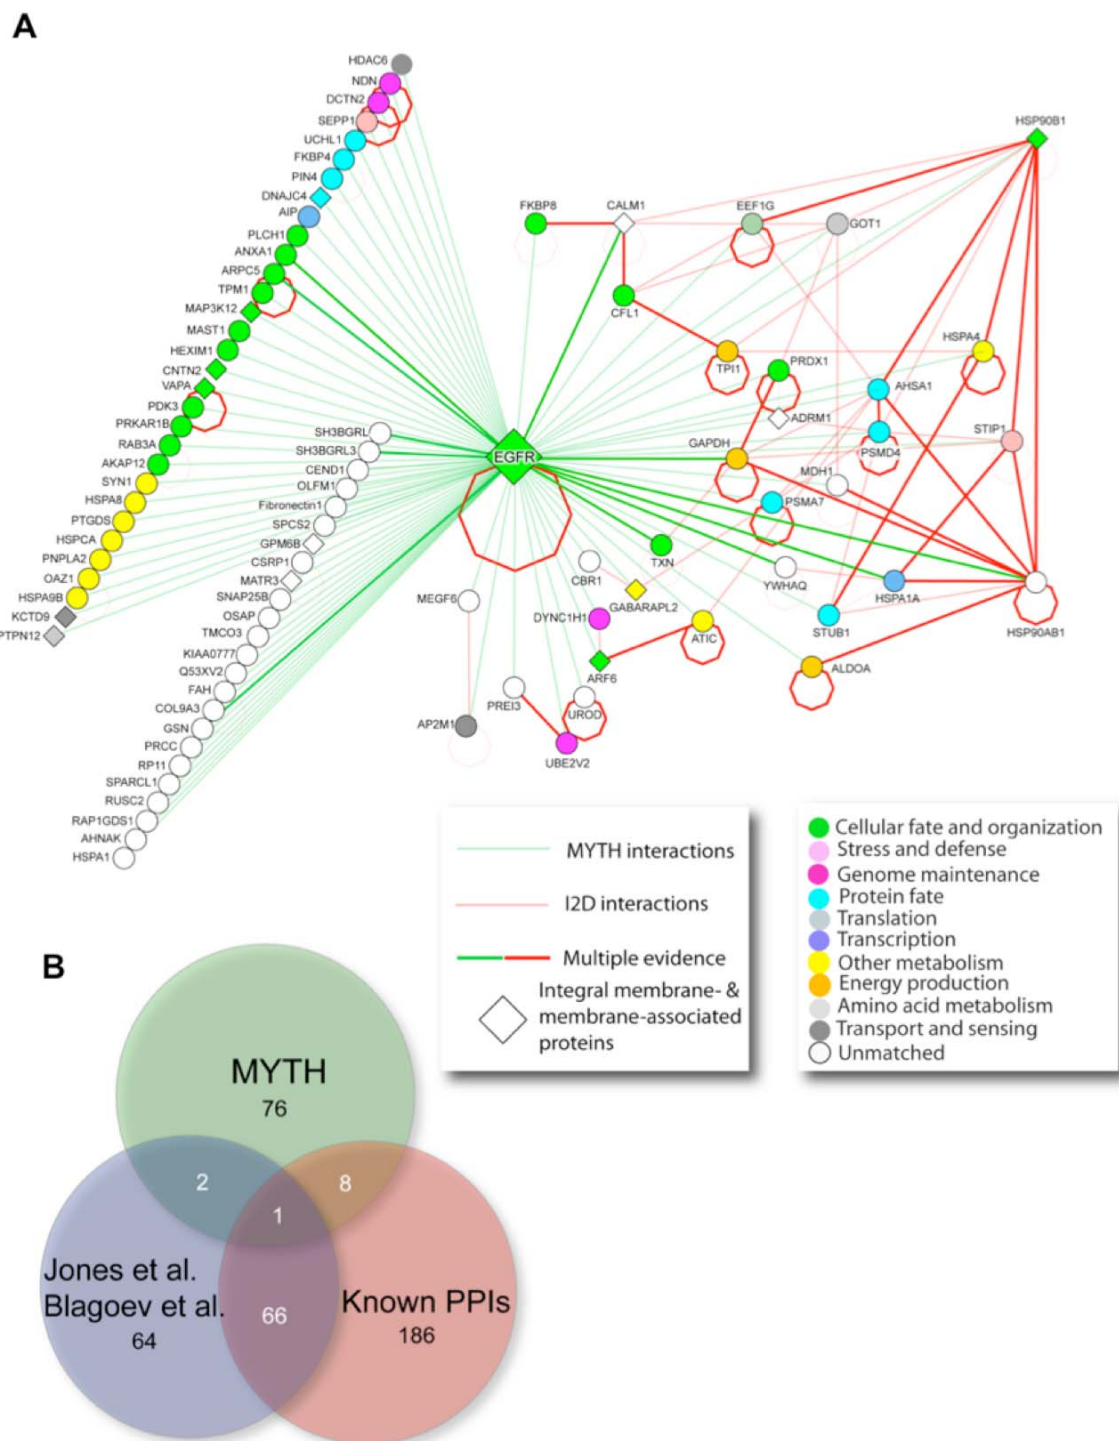 A
HDAC6
NDN
DCTN2
SEPP1
UCHL1
FKBP4
PIN4
DNAJC4
AIP
PLCH1
ANXA1
ARPC5
TPM1
MAP3K12
MAST1
HEXIM1
CNTN2
VAPA
PDK3
PRKAR1B
RAB3A
AKAP12
SYN1
HSPA8
PTGDS
HSPCA
PNPLA2
OAZ1
HSPA9B
KCTD9
PTPN12
SH3BGRL
SH3BGRL3
CEND1
OLFM1
Fibronectin1
SPCS2
GPM6B
CSRP1
MATR3
SNAP25B
OSAP
TMCO3
KIAA0777
Q53XV2
FAH
COL9A3
GSN
PRCC
RP11
SPARCL1
RUSC2
RAP1GDS1
AHNAK
HSPA1
EGFR
HSP90B1
FKBP8
CALM1
EEF1G
GOT1
CFL1
TPI1
PRDX1
HSPA4
AHSA1
ADRM1
PSMD4
STIP1
GAPDH
MDH1
PSMA7
TXN
CBR1
YWHAQ
HSPA1A
HSP90AB1
GABARAPL2
STUB1
MEGF6
DYNC1H1
ATIC
ARF6
ALDOA
PREI3
UROD
AP2M1
UBE2V2
MYTH interactions
I2D interactions
Multiple evidence
Integral membrane- &
membrane-associated
proteins
Cellular fate and organization
Stress and defense
Genome maintenance
Protein fate
Translation
Transcription
Other metabolism
Energy production
Amino acid metabolism
Transport and sensing
Unmatched
B
MYTH
76
2
8
1
Jones et al.
Blagoev et al.
64
66
Known PPIs
186